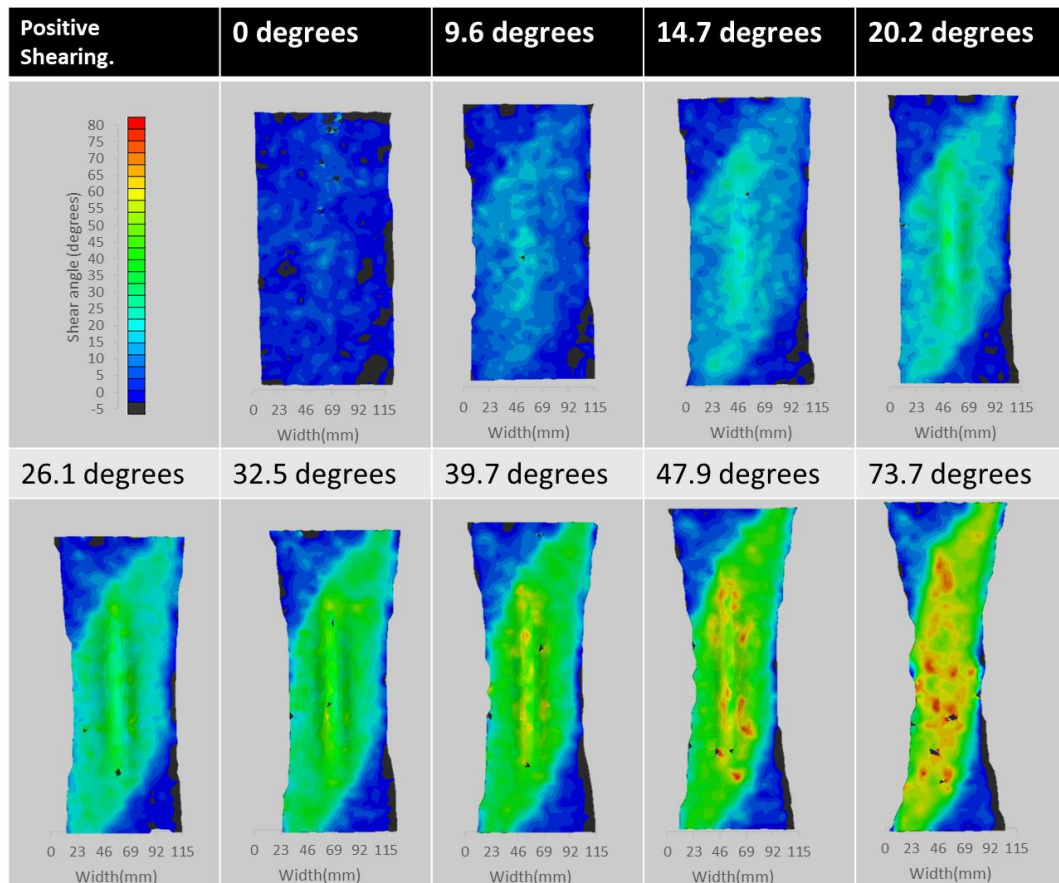 Positive
Shearing.
0 degrees
9.6 degrees
14.7 degrees
20.2 degrees
Shear angle (degrees)
80
75
70
65
60
55
50
45
40
35
30
25
20
15
10
5
0
-5
0 23 46 69 92 115
Width(mm)
0 23 46 69 92 115
Width(mm)
0 23 46 69 92 115
Width(mm)
0 23 46 69 92 115
Width(mm)
26.1 degrees
32.5 degrees
39.7 degrees
47.9 degrees
73.7 degrees
0 23 46 69 92 115
Width(mm)
0 23 46 69 92 115
Width(mm)
0 23 46 69 92 115
Width(mm)
0 23 46 69 92 115
Width(mm)
0 23 46 69 92 115
Width(mm)